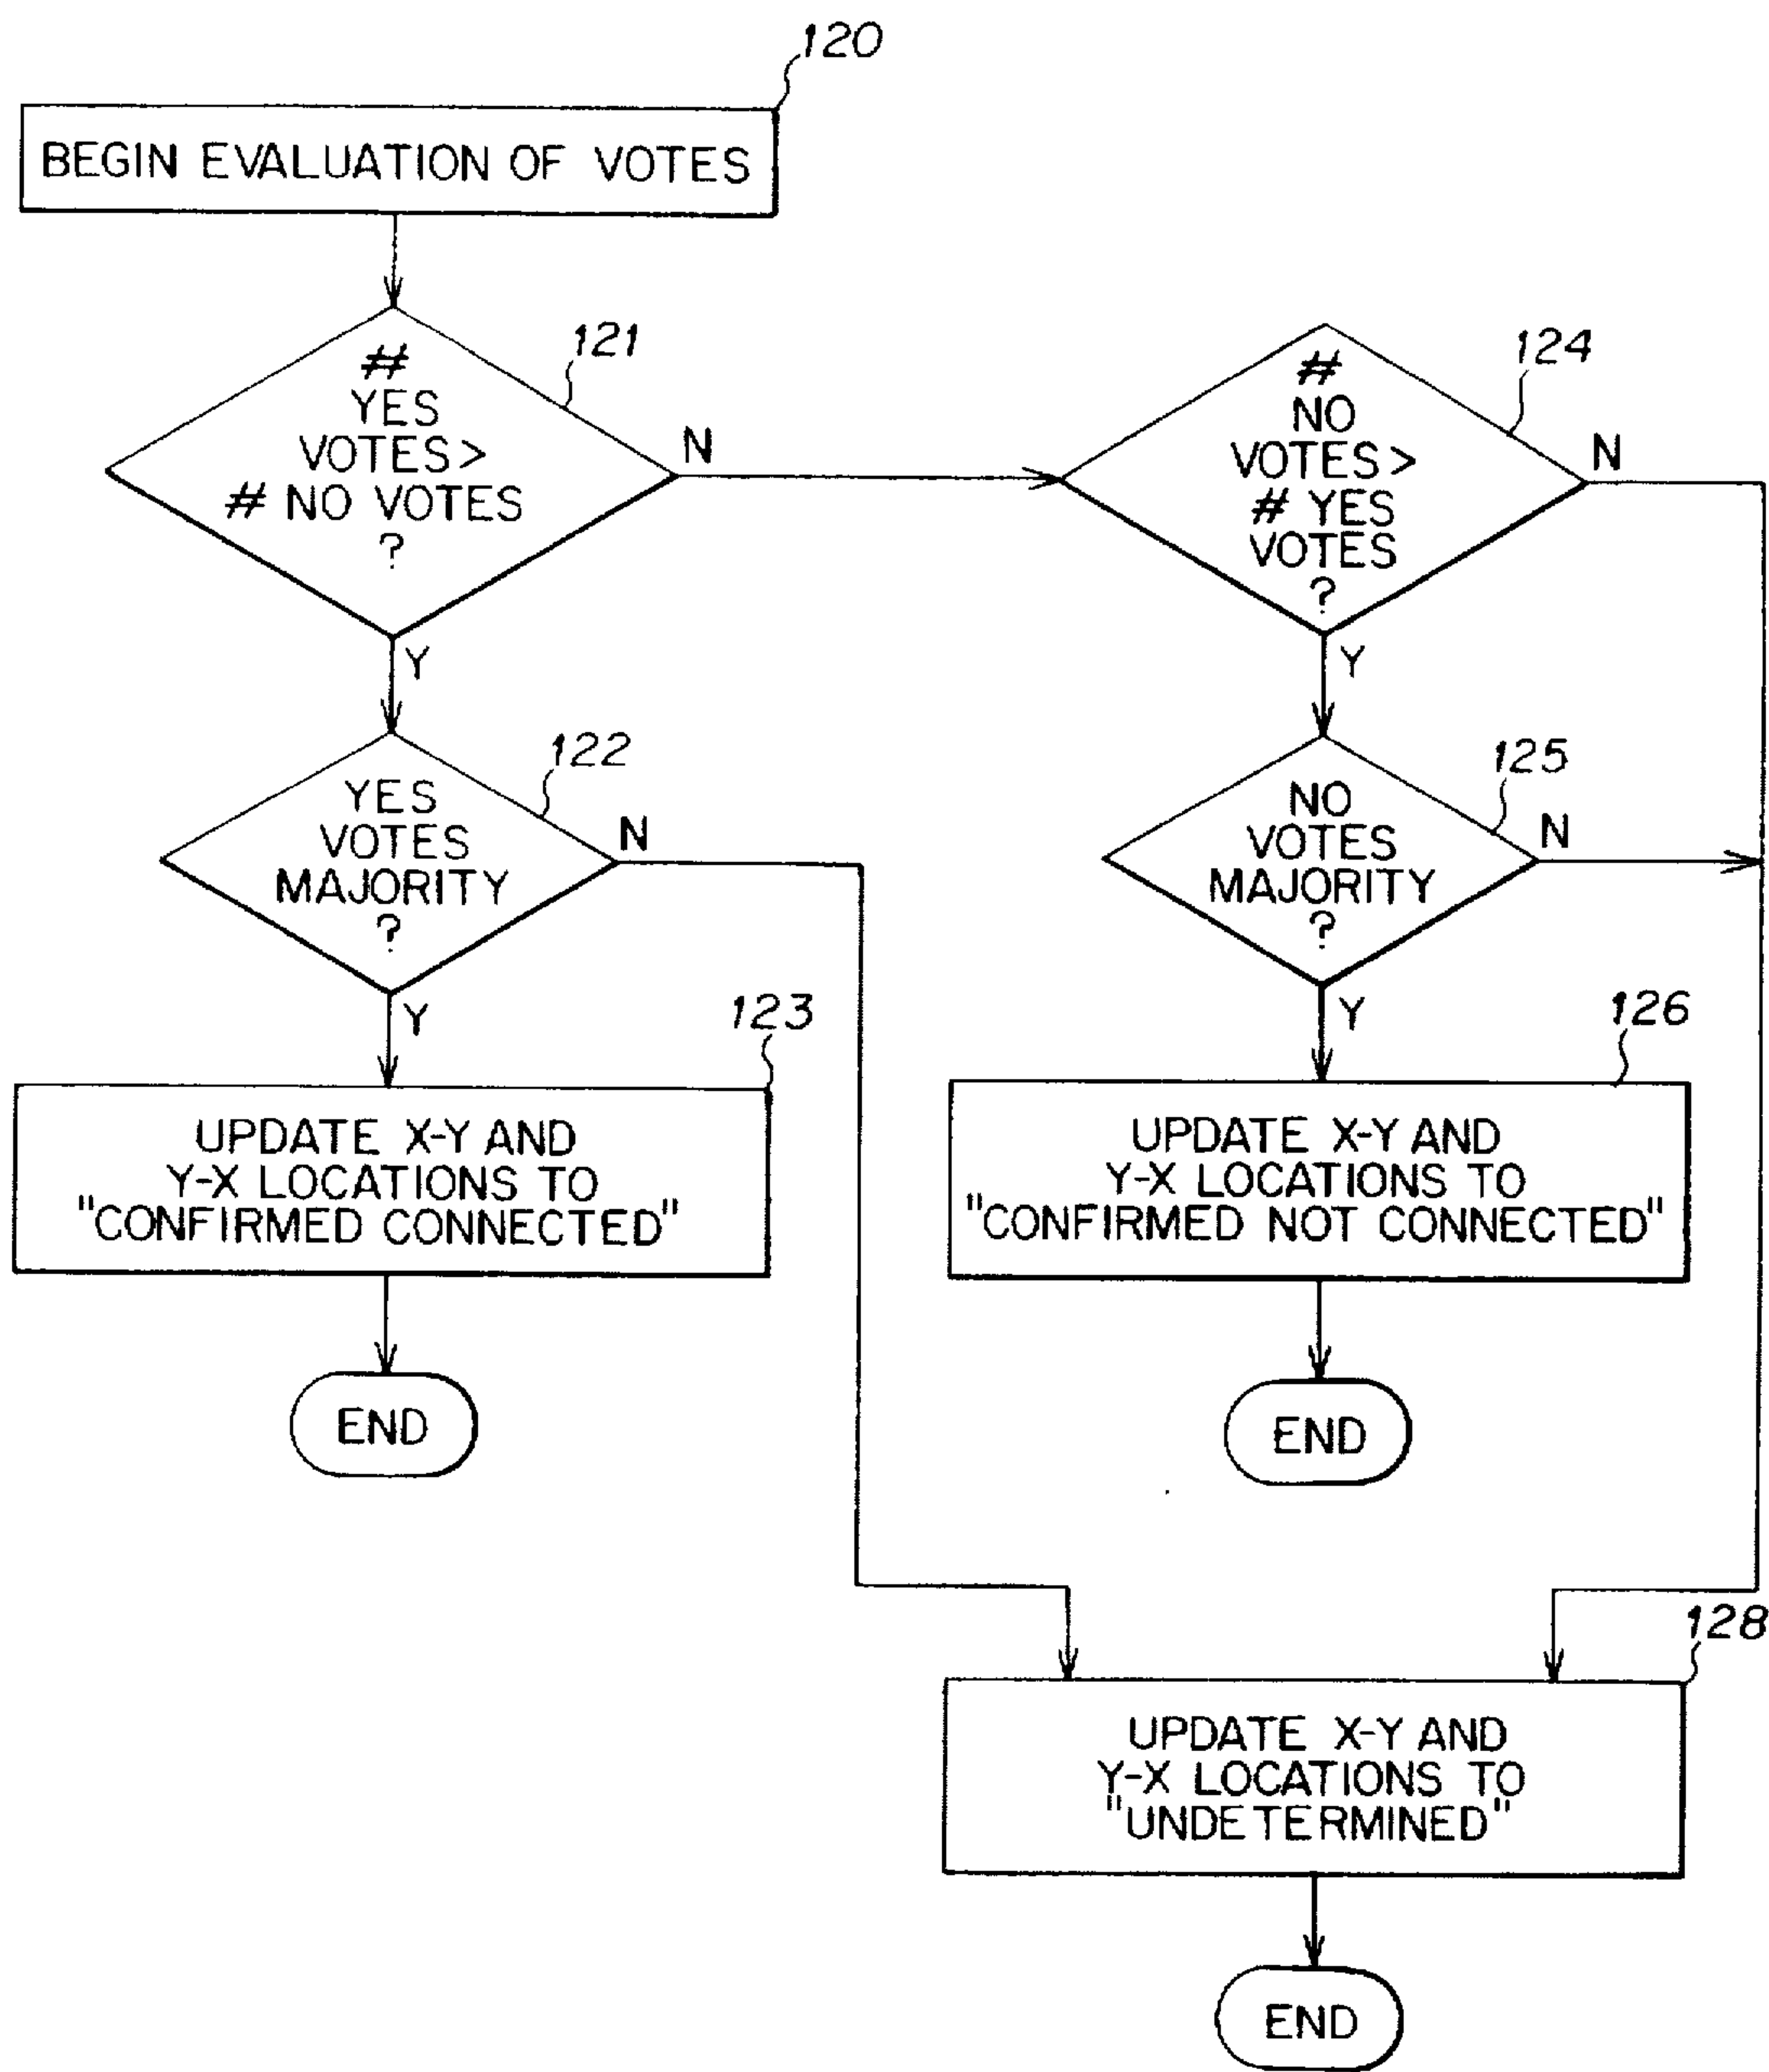 120
BEGIN EVALUATION OF VOTES
121
#
YES
VOTES >
# NO VOTES
?
N
Y
124
#
NO
VOTES >
# YES
VOTES
?
N
Y
122
YES
VOTES
MAJORITY
?
N
Y
125
NO
VOTES
MAJORITY
?
N
Y
123
UPDATE X-Y AND
Y-X LOCATIONS TO
"CONFIRMED CONNECTED"
END
126
UPDATE X-Y AND
Y-X LOCATIONS TO
"CONFIRMED NOT CONNECTED"
END
128
UPDATE X-Y AND
Y-X LOCATIONS TO
"UNDETERMINED"
END